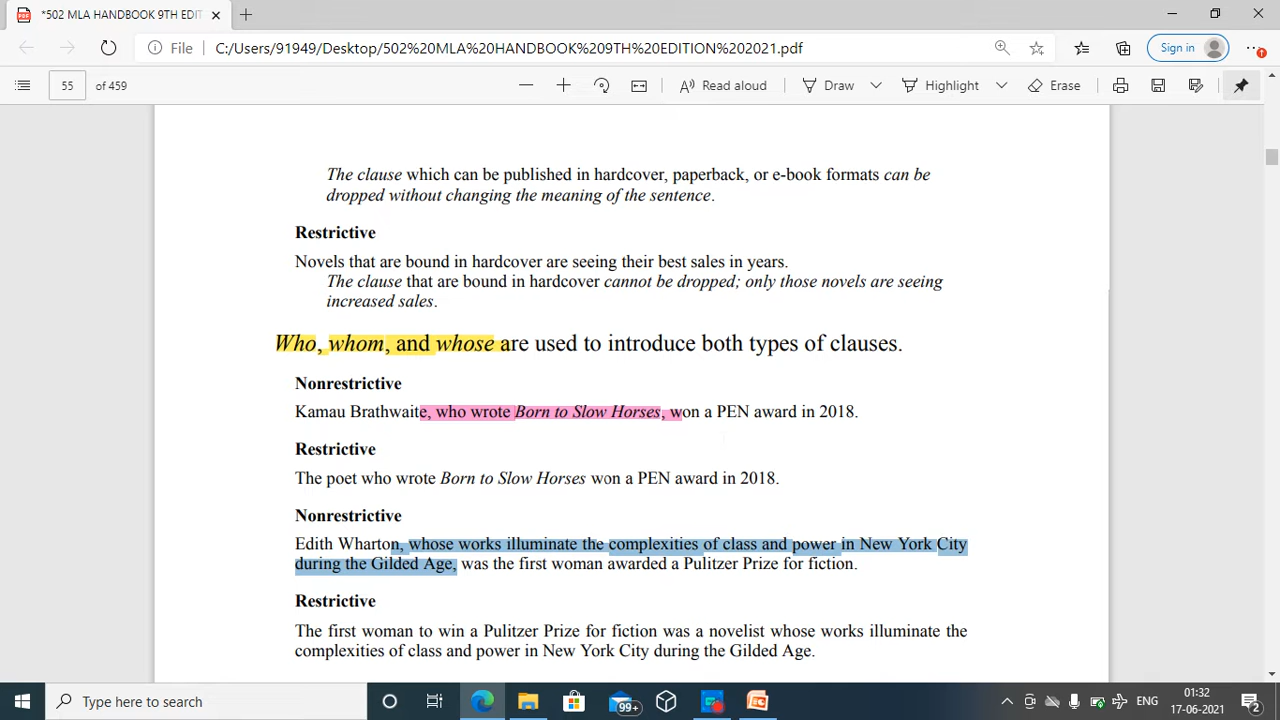 *502 MLA HANDBOOK 9TH EDIT
File
C:/Users/91949/Desktop/502%20MLA%20HANDBOOK%209TH%20EDITION%202021.pdf
Sign in
55 of 459
Read aloud
Draw
Highlight
Erase
The clause which can be published in hardcover, paperback, or e-book formats can be
dropped without changing the meaning of the sentence.
Restrictive
Novels that are bound in hardcover are seeing their best sales in years.
The clause that are bound in hardcover cannot be dropped; only those novels are seeing
increased sales.
Who, whom, and whose are used to introduce both types of clauses.
Nonrestrictive
Kamau Brathwaite, who wrote Born to Slow Horses, won a PEN award in 2018.
Restrictive
The poet who wrote Born to Slow Horses won a PEN award in 2018.
Nonrestrictive
Edith Wharton, whose works illuminate the complexities of class and power in New York City
during the Gilded Age, was the first woman awarded a Pulitzer Prize for fiction.
Restrictive
The first woman to win a Pulitzer Prize for fiction was a novelist whose works illuminate the
complexities of class and power in New York City during the Gilded Age.
Type here to search
99+
ENG
01:32
17-06-2021
2